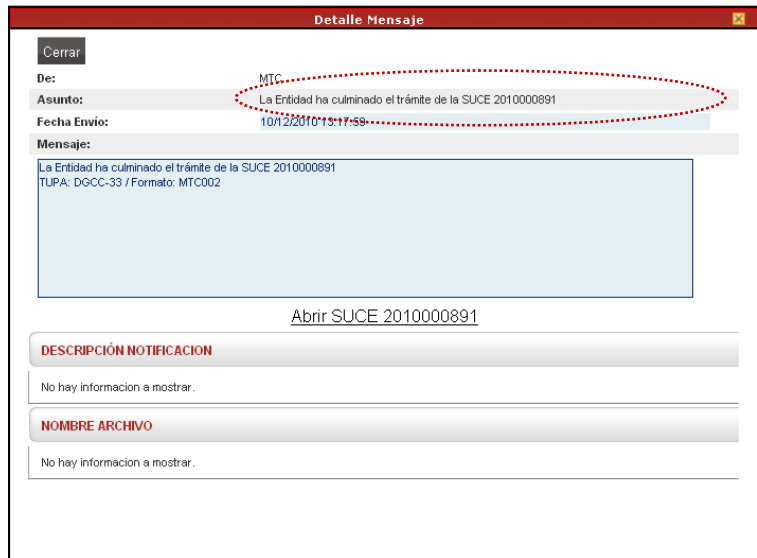 Detalle Mensaje
Cerrar
De: MTC
Asunto: La Entidad ha culminado el trámite de la SUCE 2010000891
Fecha Envío: 10/12/2010 13:17:59
Mensaje:
La Entidad ha culminado el trámite de la SUCE 2010000891
TUPA: DGCC-33 / Formato: MTC002
Abrir SUCE 2010000891
DESCRIPCIÓN NOTIFICACION
No hay informacion a mostrar.
NOMBRE ARCHIVO
No hay informacion a mostrar.